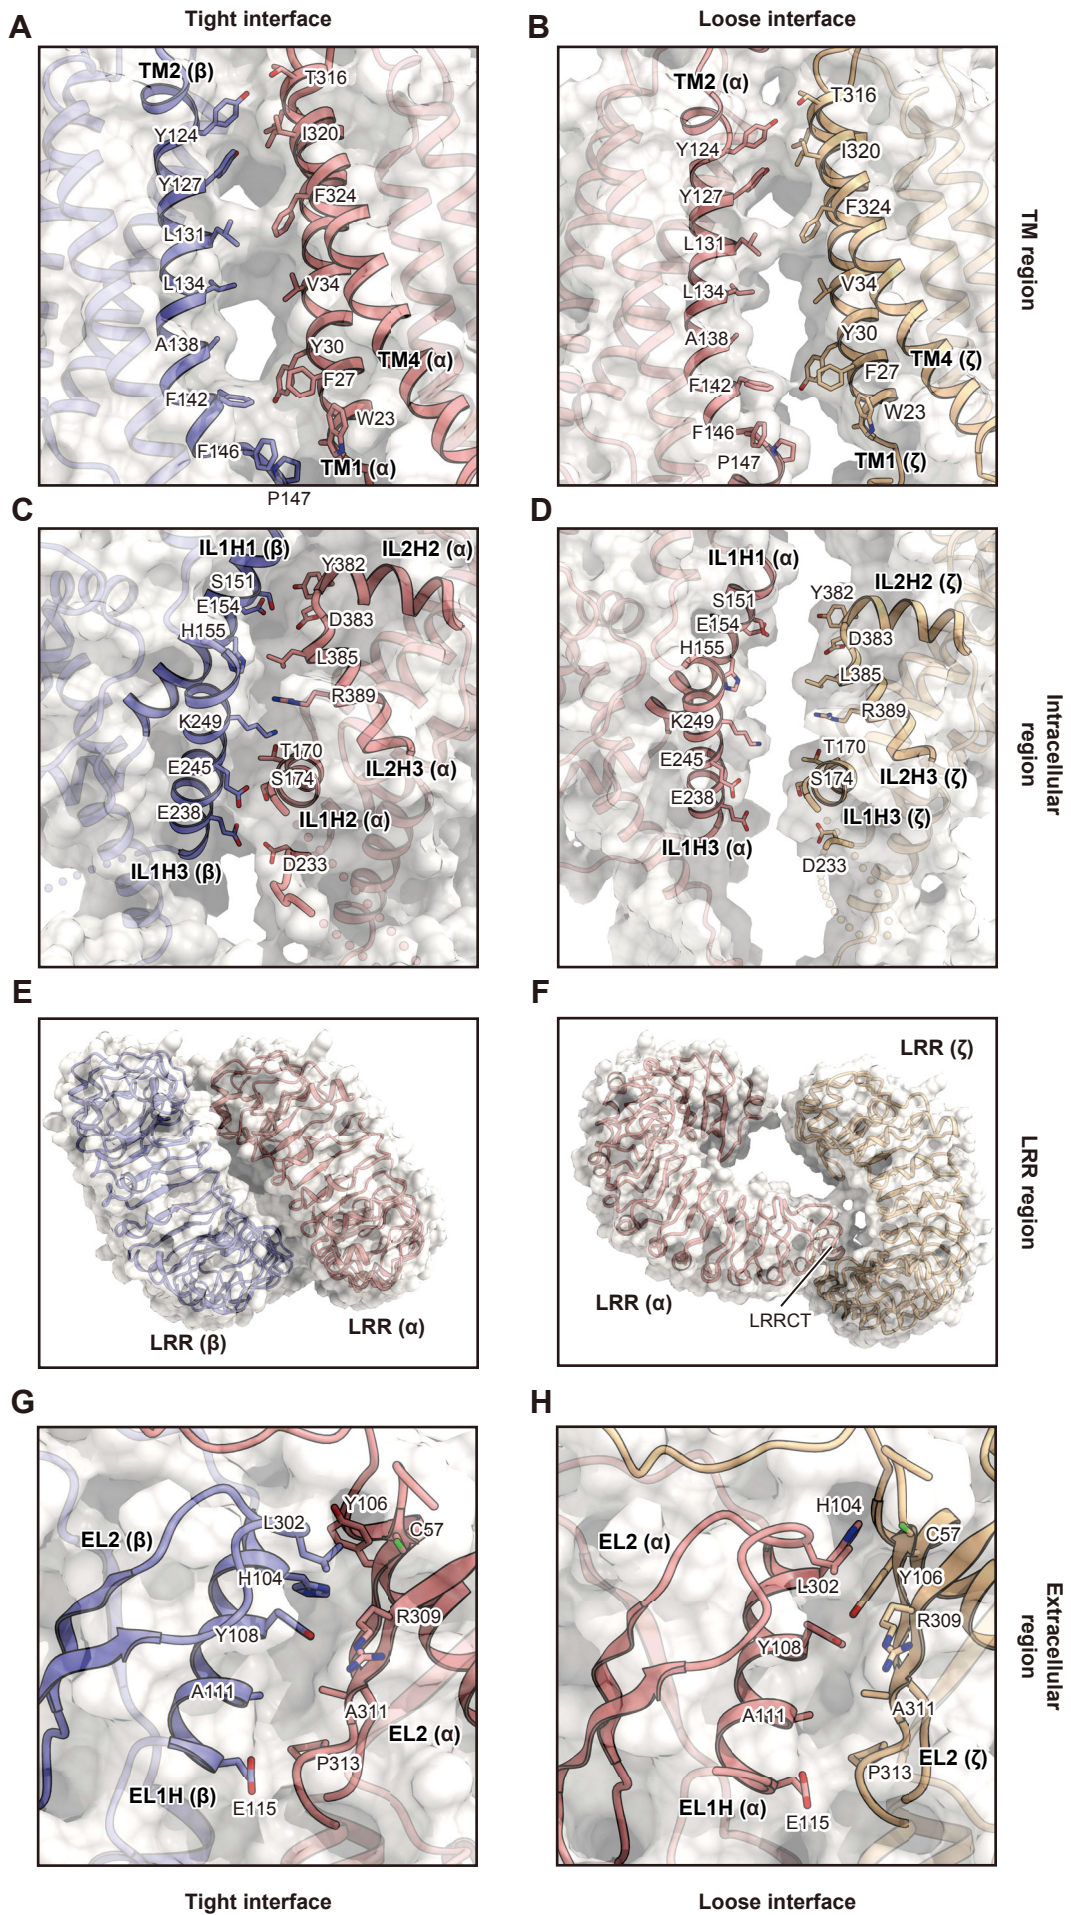 Tight interface
Loose interface
A
B
TM2 (β)
T316
Y124
I320
Y127
F324
L131
L134
V34
A138
Y30
TM4 (α)
F27
F142
W23
F146
TM1 (α)
P147
TM2 (α)
T316
Y124
I320
Y127
F324
L131
L134
V34
A138
Y30
TM4 (ζ)
F27
F142
W23
F146
P147
TM1 (ζ)
TM region
C
D
IL1H1 (β)
IL2H2 (α)
Y382
S151
E154
D383
H155
L385
R389
K249
T170
E245
S174
IL2H3 (α)
E238
IL1H2 (α)
D233
IL1H3 (β)
IL1H1 (α)
IL2H2 (ζ)
Y382
S151
E154
D383
H155
L385
R389
K249
T170
E245
S174
IL2H3 (ζ)
E238
IL1H3 (ζ)
IL1H3 (α)
D233
Intracellular
region
E
F
LRR (β)
LRR (α)
LRR (ζ)
LRR (α)
LRRCT
LRR region
G
H
Y106
L302
C57
EL2 (β)
H104
R309
Y108
A111
A311
EL2 (α)
P313
EL1H (β)
E115
H104
C57
EL2 (α)
Y106
L302
R309
Y108
A111
A311
EL2 (ζ)
P313
EL1H (α)
E115
Extracellular
region
Tight interface
Loose interface